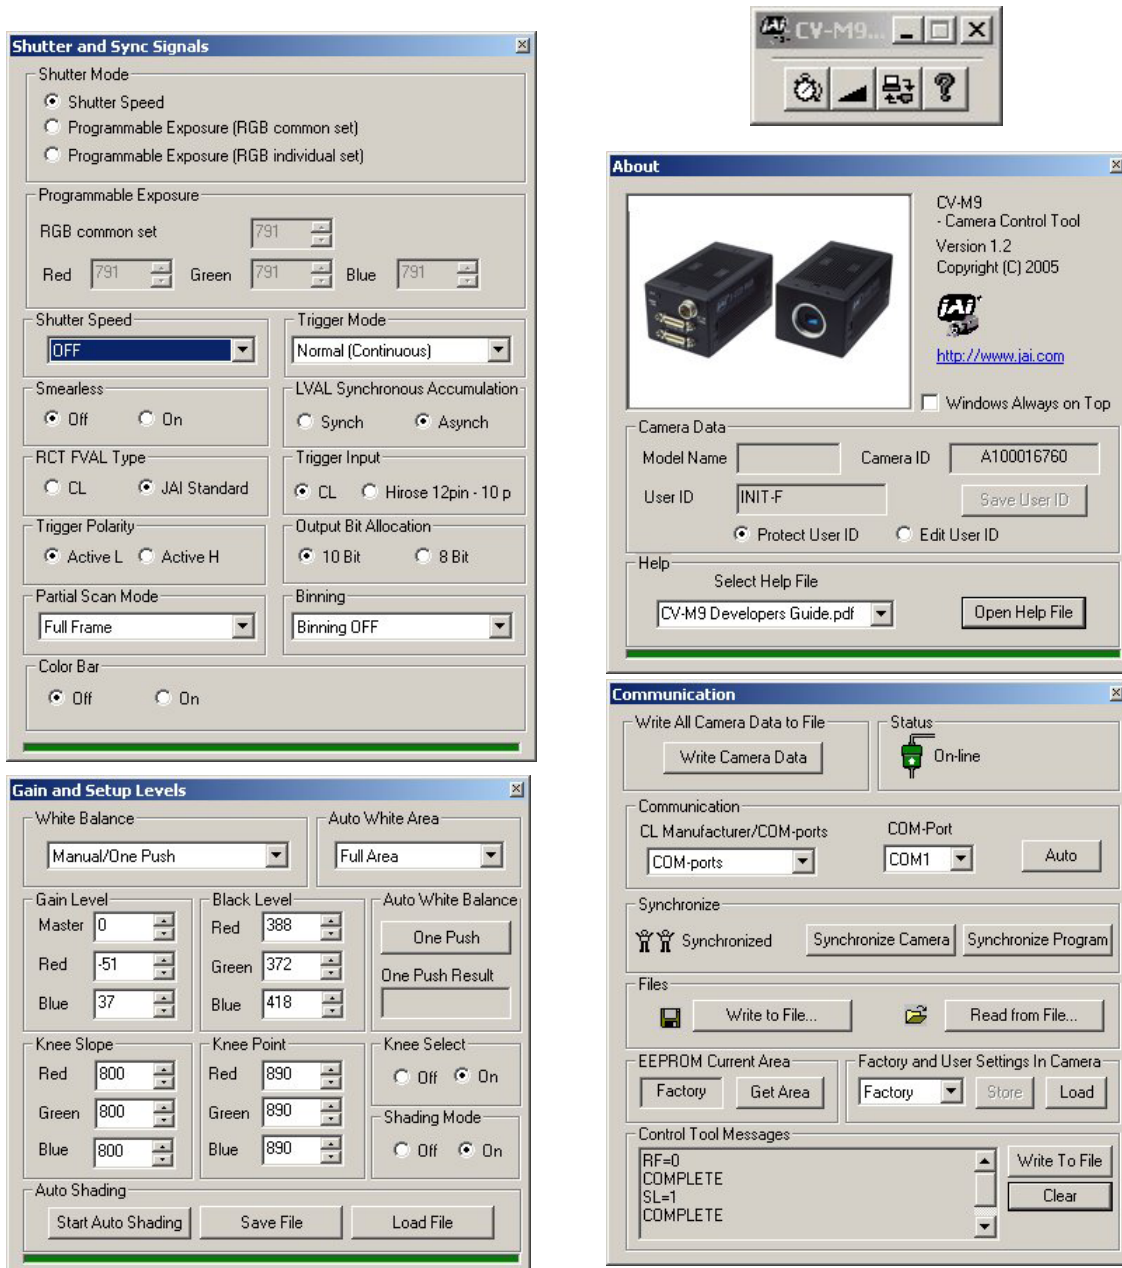 Shutter and Sync Signals
Shutter Mode
Shutter Speed
Programmable Exposure (RGB common set)
Programmable Exposure (RGB individual set)
Programmable Exposure
RGB common set 791
Red 791 Green 791 Blue 791
Shutter Speed Trigger Mode
OFF Normal (Continuous)
Smearless LVAL Synchronous Accumulation
Off On Synch Asynch
RCT FVAL Type Trigger Input
CL JAI Standard CL Hirose 12pin - 10 p
Trigger Polarity Output Bit Allocation
Active L Active H 10 Bit 8 Bit
Partial Scan Mode Binning
Full Frame Binning OFF
Color Bar
Off On
Gain and Setup Levels
White Balance Auto White Area
Manual/One Push Full Area
Gain Level Black Level Auto White Balance
Master 0 Red 388 One Push
Red -51 Green 372 One Push Result
Blue 37 Blue 418
Knee Slope Knee Point Knee Select
Red 800 Red 890 Off On
Green 800 Green 890 Shading Mode
Blue 800 Blue 890 Off On
Auto Shading
Start Auto Shading Save File Load File
JAI CV-M9...
About
CV-M9
- Camera Control Tool
Version 1.2
Copyright (C) 2005
JAI
http://www.jai.com
Windows Always on Top
Camera Data
Model Name Camera ID A100016760
User ID INIT-F Save User ID
Protect User ID Edit User ID
Help
Select Help File
CV-M9 Developers Guide.pdf Open Help File
Communication
Write All Camera Data to File Status
Write Camera Data On-line
Communication
CL Manufacturer/COM-ports COM-Port
COM-ports COM1 Auto
Synchronize
Synchronized Synchronize Camera Synchronize Program
Files
Write to File... Read from File...
EEPROM Current Area Factory and User Settings In Camera
Factory Get Area Factory Store Load
Control Tool Messages
RF=0 Write To File
COMPLETE
SL=1 Clear
COMPLETE